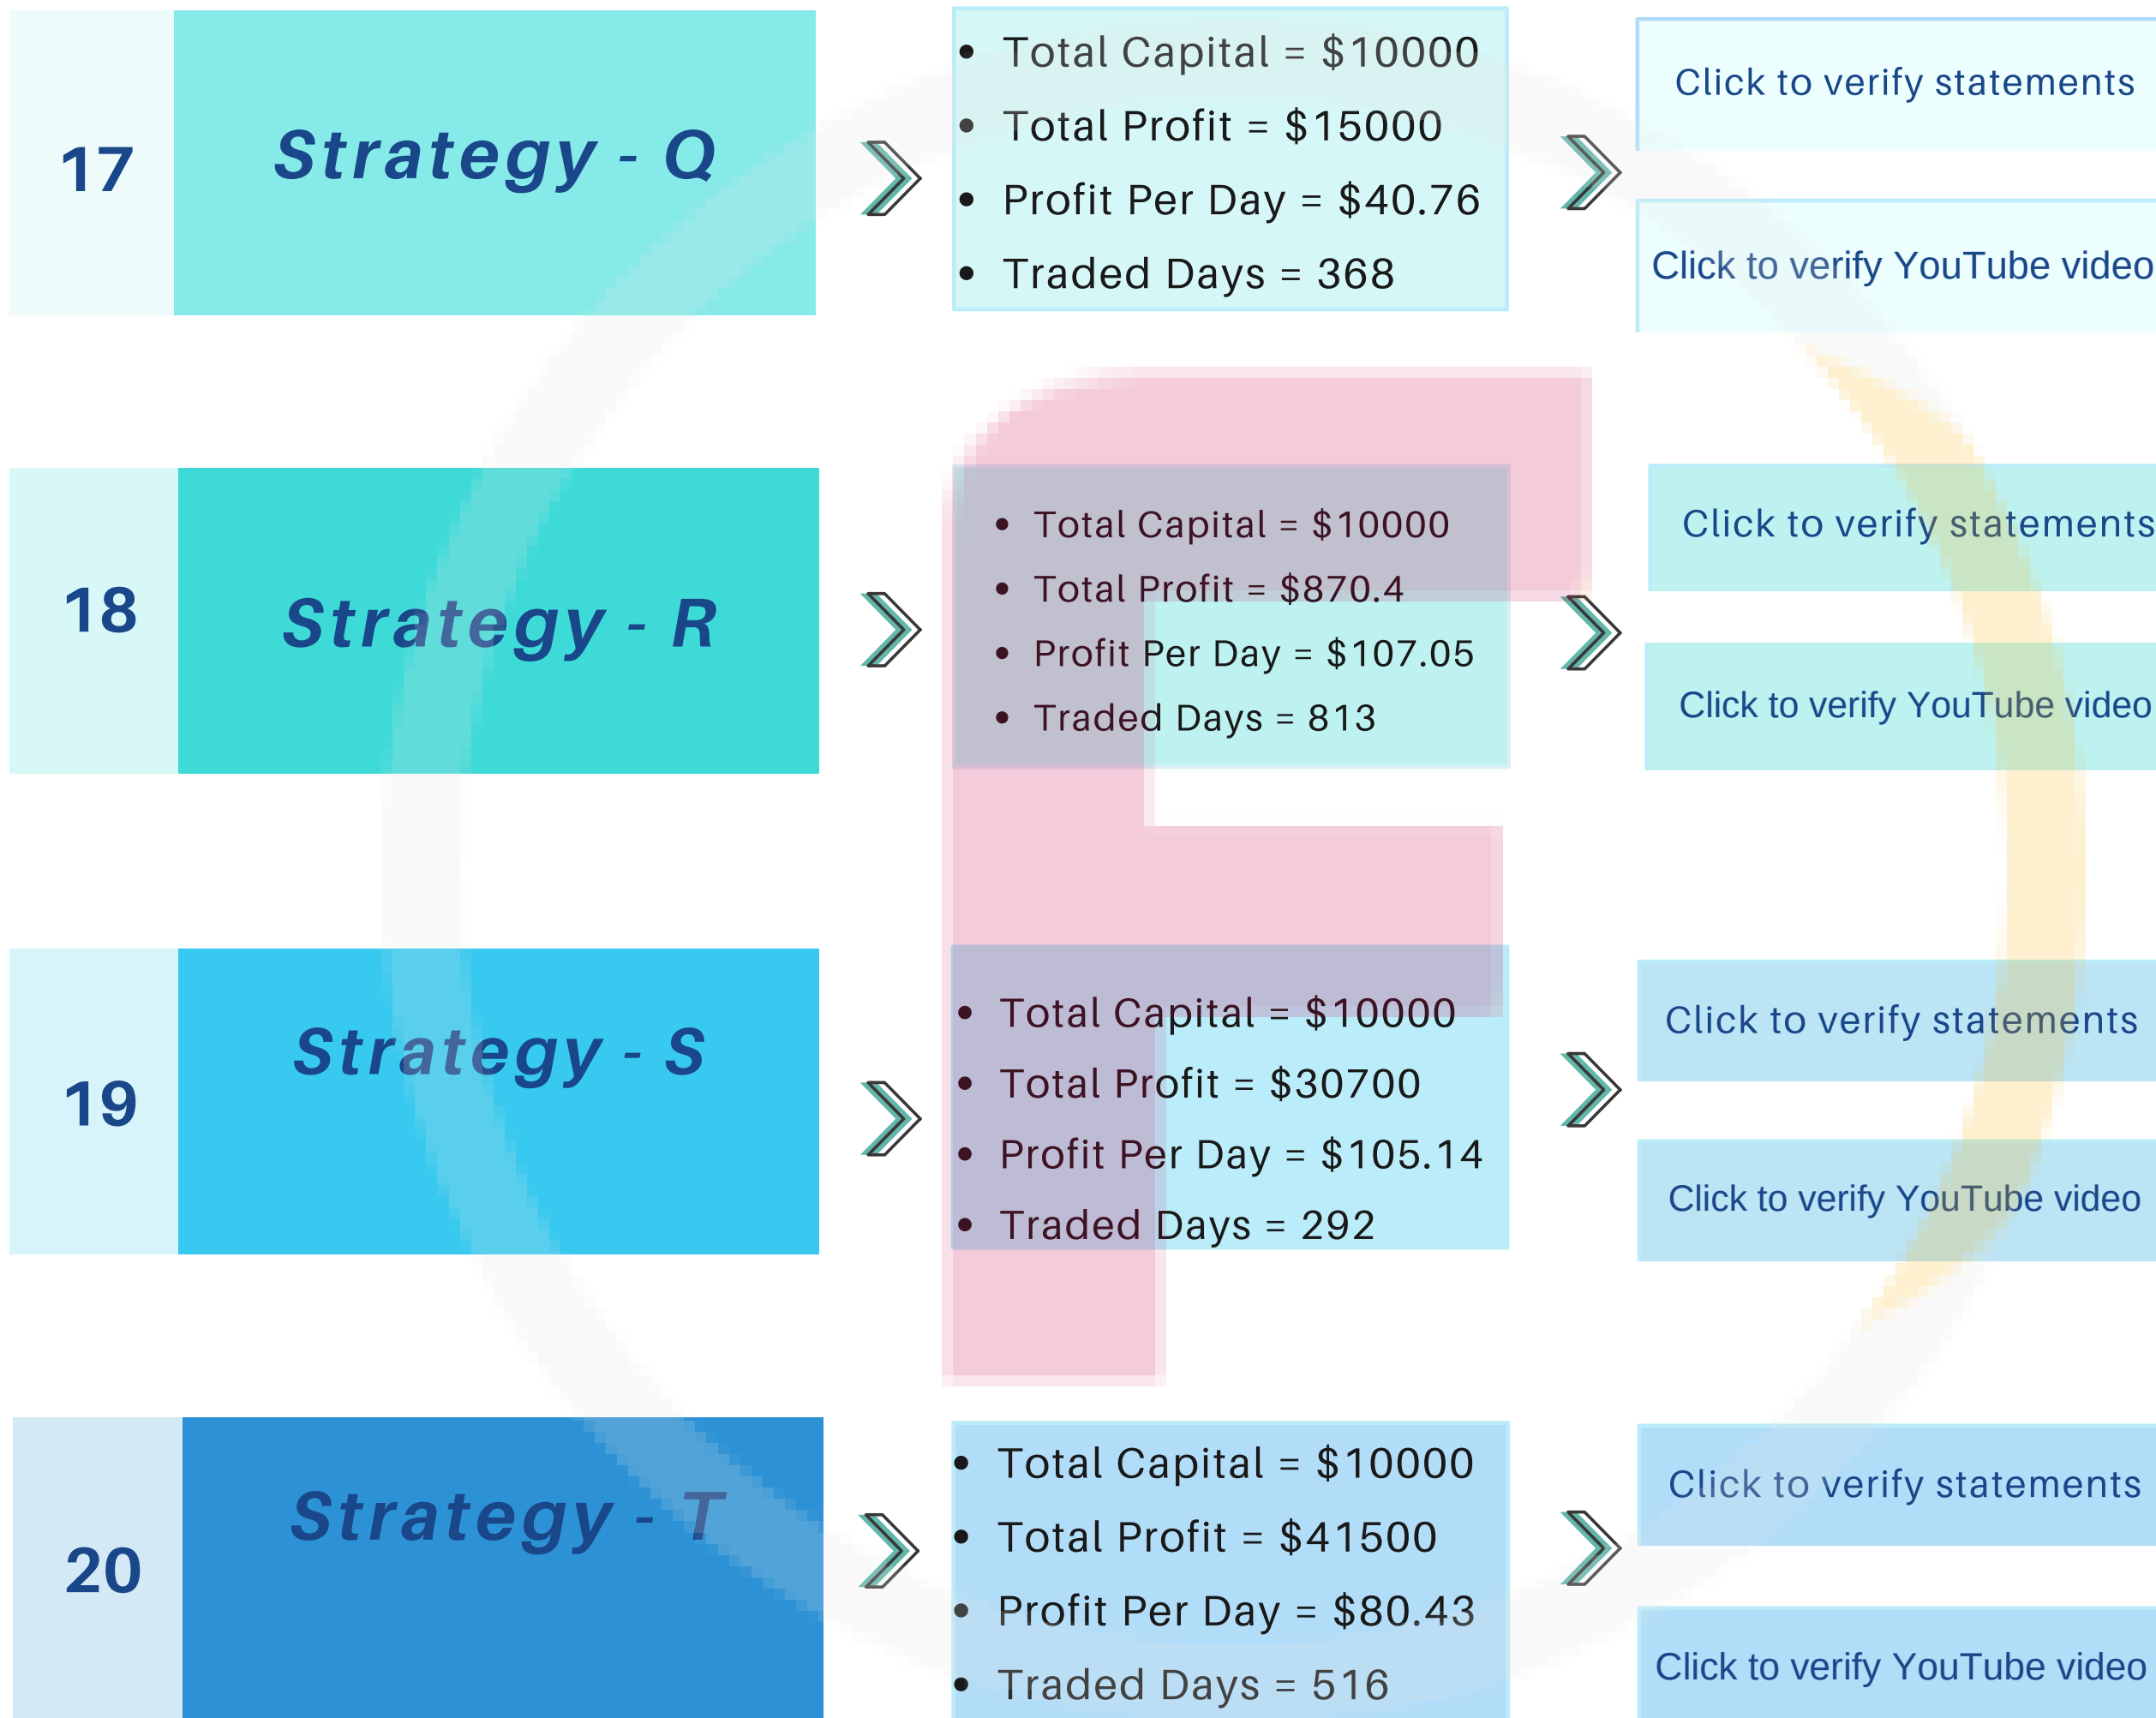 17
Strategy - Q
• Total Capital = $10000
• Total Profit = $15000
• Profit Per Day = $40.76
• Traded Days = 368
Click to verify statements
Click to verify YouTube video
18
Strategy - R
• Total Capital = $10000
• Total Profit = $870.4
• Profit Per Day = $107.05
• Traded Days = 813
Click to verify statements
Click to verify YouTube video
19
Strategy - S
• Total Capital = $10000
• Total Profit = $30700
• Profit Per Day = $105.14
• Traded Days = 292
Click to verify statements
Click to verify YouTube video
20
Strategy - T
• Total Capital = $10000
• Total Profit = $41500
• Profit Per Day = $80.43
• Traded Days = 516
Click to verify statements
Click to verify YouTube video